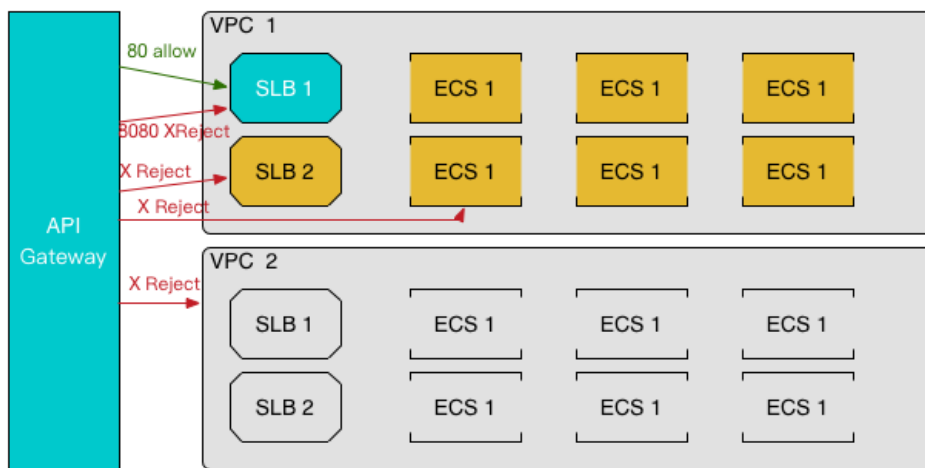 VPC 1
80 allow
SLB 1
ECS 1
ECS 1
ECS 1
8080 XReject
X Reject
SLB 2
ECS 1
ECS 1
ECS 1
X Reject
API
Gateway
VPC 2
X Reject
SLB 1
ECS 1
ECS 1
ECS 1
SLB 2
ECS 1
ECS 1
ECS 1